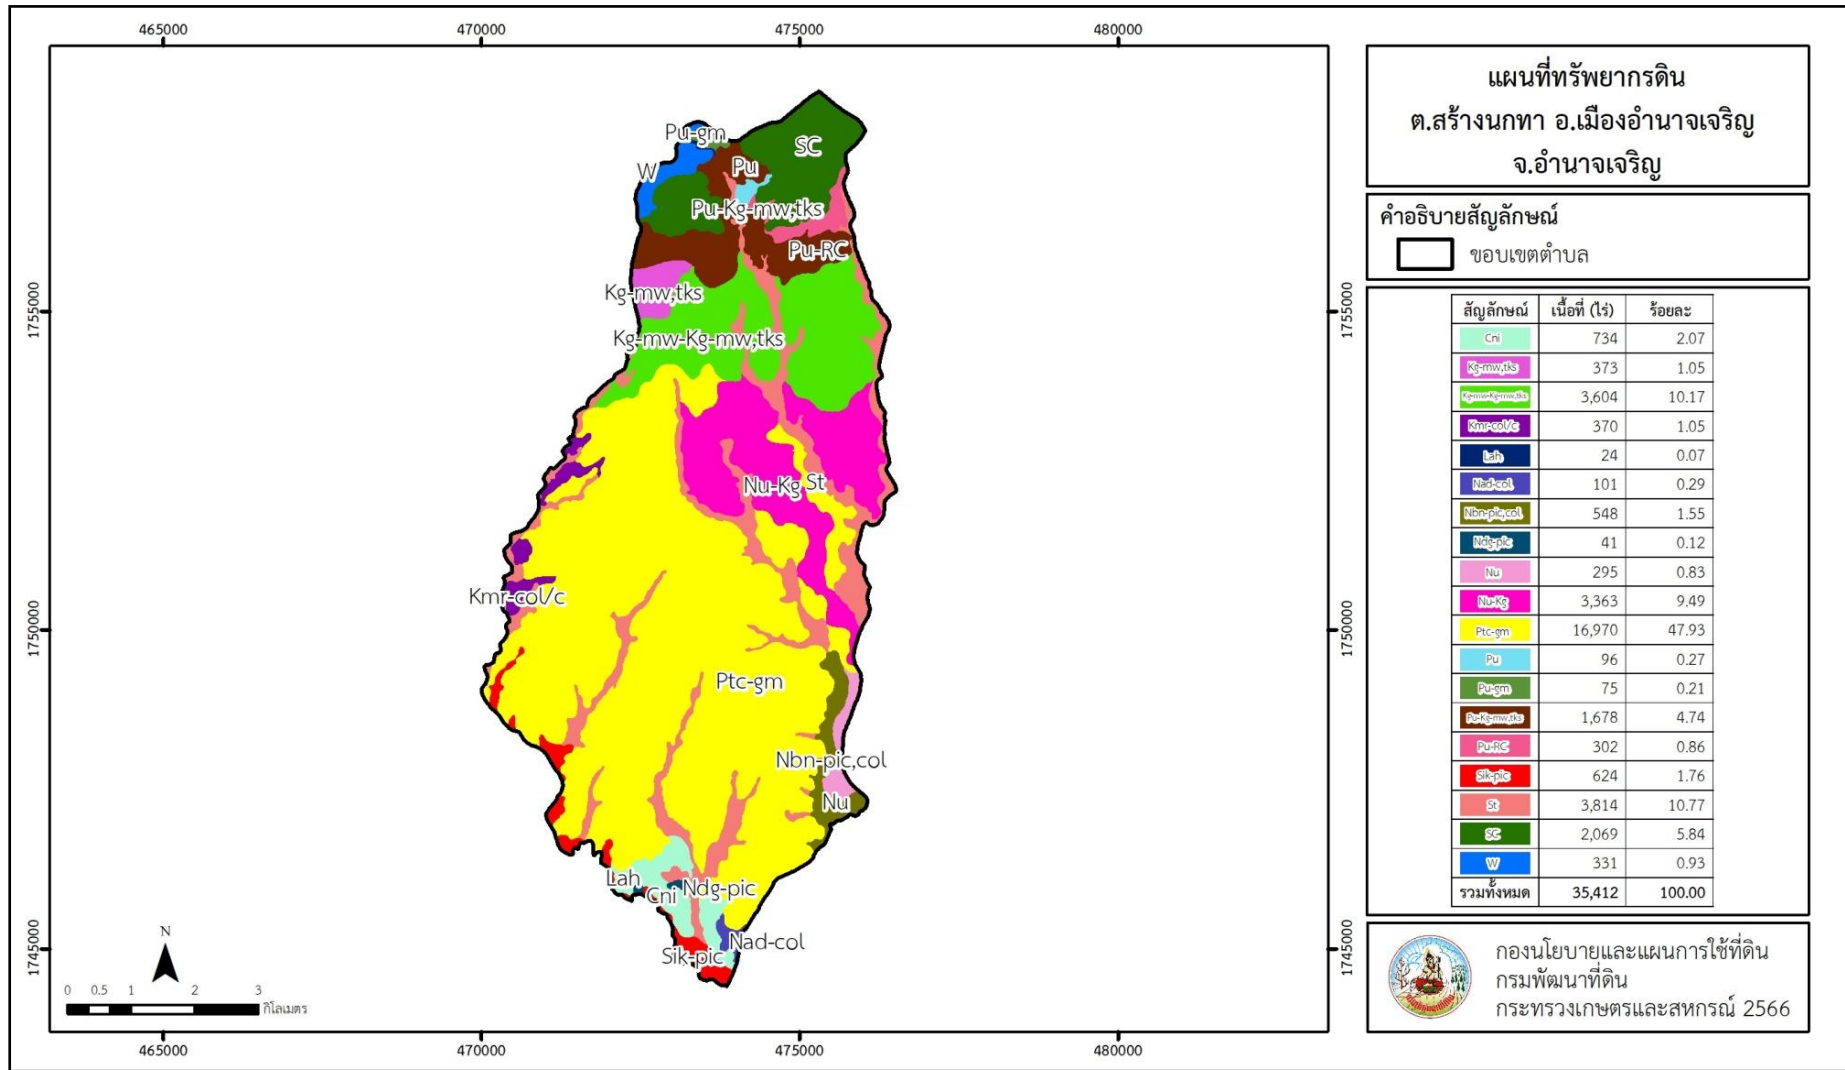 465000 470000 475000 480000
แผนที่ทรัพยากรดิน
ต.สร้างนกทา อ.เมืองอำนาจเจริญ
จ.อำนาจเจริญ
คำอธิบายสัญลักษณ์
ขอบเขตตำบล
สัญลักษณ์ เนื้อที่ (ไร่) ร้อยละ
Cni 734 2.07
Kg-mw,tks 373 1.05
Kg-mw-Kg-mw,tks 3,604 10.17
Kmr-col/c 370 1.05
Lah 24 0.07
Nad-col 101 0.29
Nbn-pic,col 548 1.55
Ndg-pic 41 0.12
Nu 295 0.83
Nu-Kg 3,363 9.49
Ptc-gm 16,970 47.93
Pu 96 0.27
Pu-gm 75 0.21
Pu-Kg-mw,tks 1,678 4.74
Pu-RC 302 0.86
Sik-pic 624 1.76
St 3,814 10.77
SC 2,069 5.84
W 331 0.93
รวมทั้งหมด 35,412 100.00
กองนโยบายและแผนการใช้ที่ดิน
กรมพัฒนาที่ดิน
กระทรวงเกษตรและสหกรณ์ 2566
Pu-gm
SC
W
Pu
Pu-Kg-mw,tks
Pu-RC
Kg-mw,tks
Kg-mw-Kg-mw,tks
Nu-Kg
St
Kmr-col/c
Ptc-gm
Nbn-pic,col
Nu
Lah
Cni
Ndg-pic
Nad-col
Sik-pic
1755000
1750000
1745000
1755000
1750000
1745000
N
0 0.5 1 2 3
กิโลเมตร
465000 470000 475000 480000